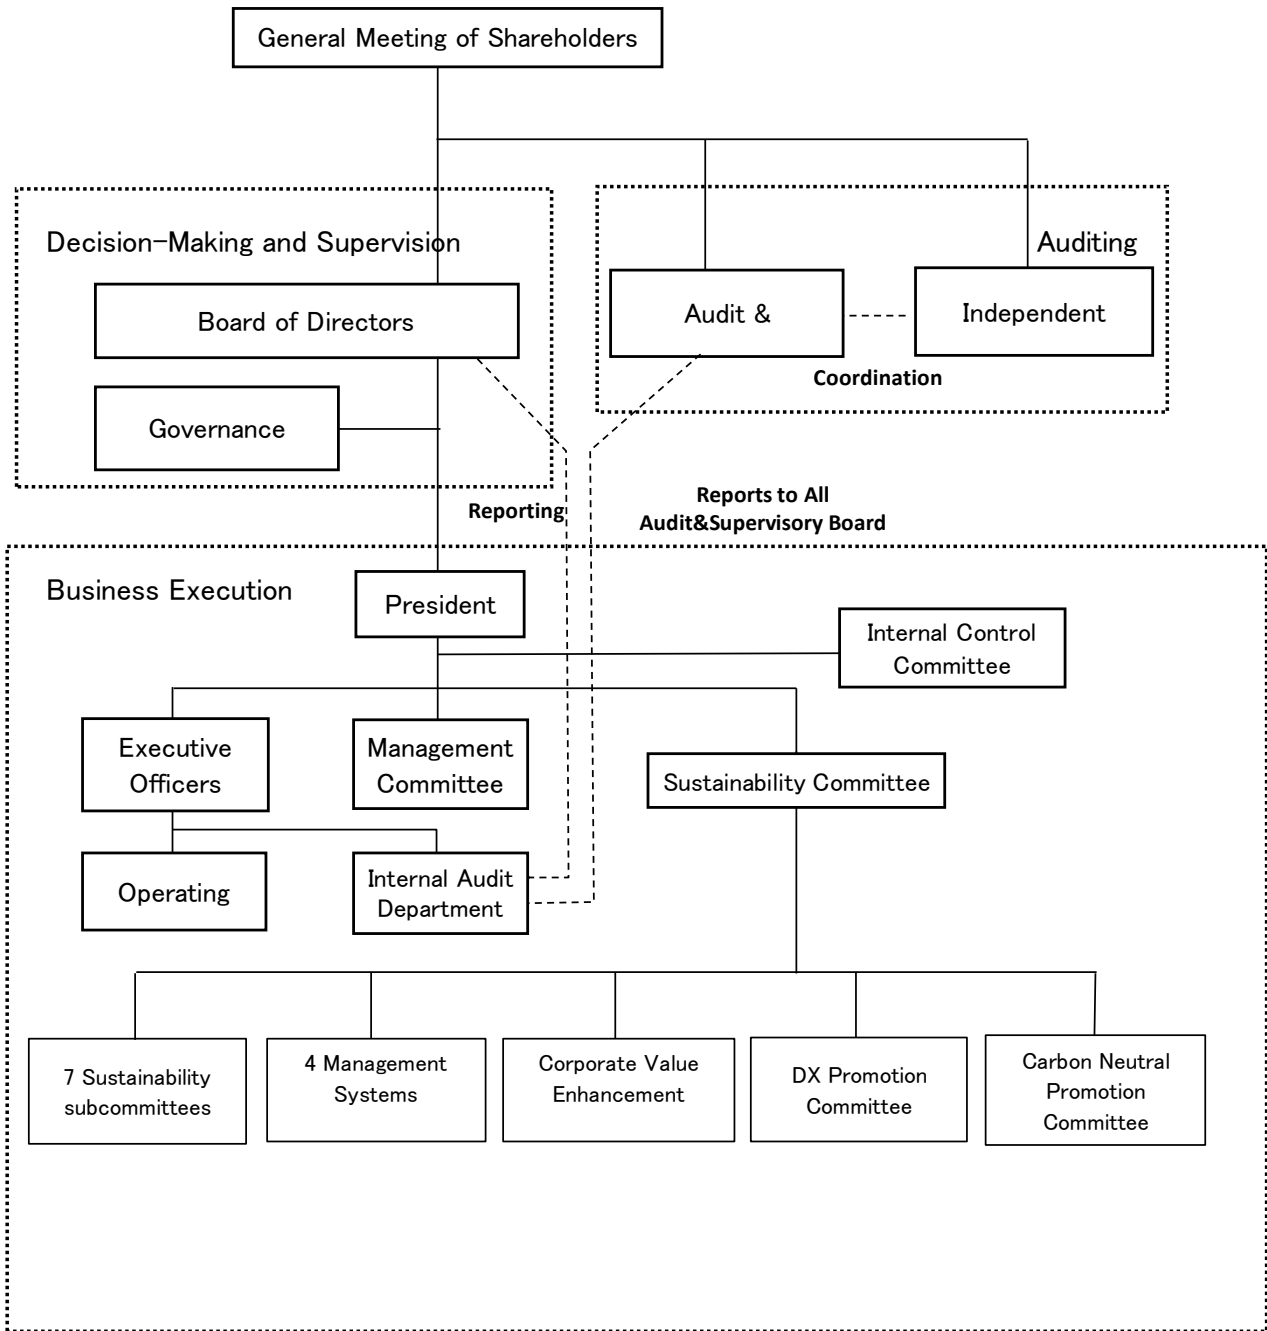 General Meeting of Shareholders
Decision-Making and Supervision
Auditing
Board of Directors
Audit &
Independent
Coordination
Governance
Reporting
Reports to All
Audit&Supervisory Board
Business Execution
President
Internal Control
Committee
Executive
Officers
Management
Committee
Sustainability Committee
Operating
Internal Audit
Department
7 Sustainability
subcommittees
4 Management
Systems
Corporate Value
Enhancement
DX Promotion
Committee
Carbon Neutral
Promotion
Committee